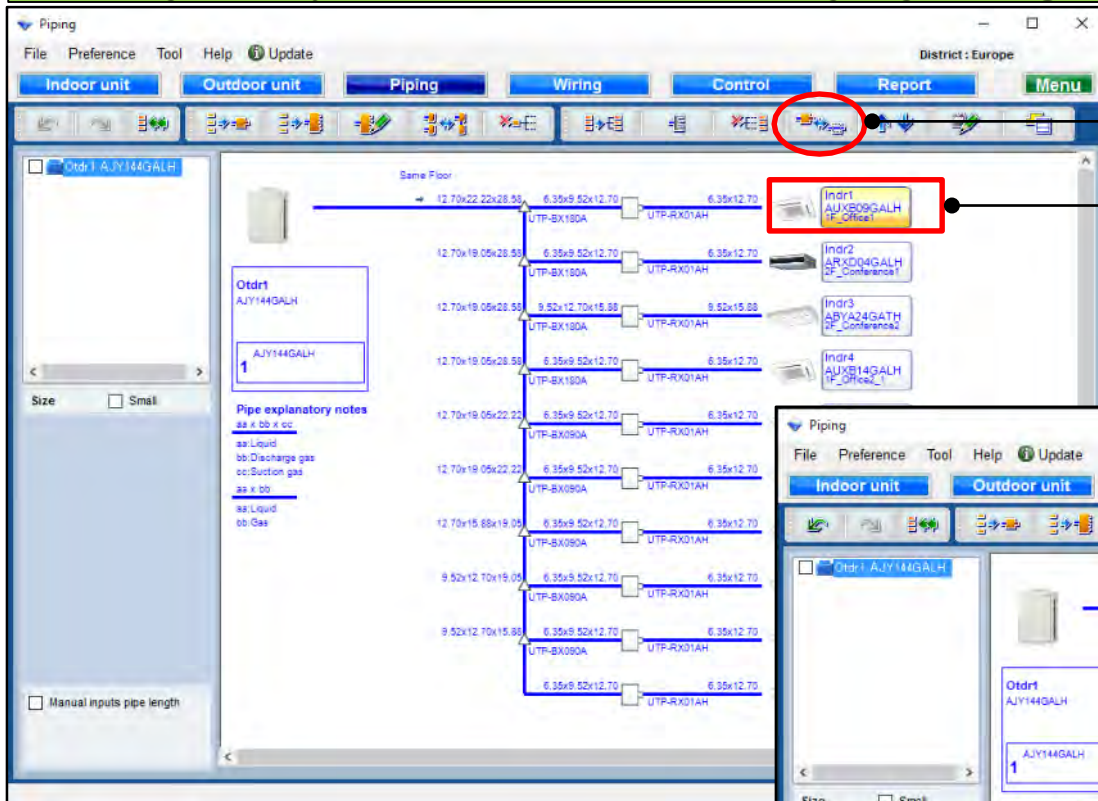 Piping
File Preference Tool Help Update District : Europe
Indoor unit Outdoor unit Piping Wiring Control Report Menu
Otdr1 AJY144GALH
Size Small
Manual inputs pipe length
Same Floor
Otdr1
AJY144GALH
AJY144GALH
1
Pipe explanatory notes
aa x bb x cc
aa:Liquid
bb:Discharge gas
cc:Suction gas
aa x bb
aa:Liquid
bb:Gas
12.70x22.22x28.58 6.35x9.52x12.70 6.35x12.70
UTP-BX180A UTP-RX01AH
Indr1
AUXB09GALH
1F_Office1
12.70x19.05x28.58 6.35x9.52x12.70 6.35x12.70
UTP-BX180A UTP-RX01AH
Indr2
ARXD04GALH
2F_Conference1
12.70x19.05x28.58 9.52x12.70x15.88 9.52x15.88
UTP-BX180A UTP-RX01AH
Indr3
ABYA24GATH
2F_Conference2
12.70x19.05x28.58 6.35x9.52x12.70 6.35x12.70
UTP-BX180A UTP-RX01AH
Indr4
AUXB14GALH
1F_Office2_1
12.70x19.05x22.22 6.35x9.52x12.70 6.35x12.70
UTP-BX090A UTP-RX01AH
12.70x19.05x22.22 6.35x9.52x12.70 6.35x12.70
UTP-BX090A UTP-RX01AH
12.70x15.88x19.05 6.35x9.52x12.70 6.35x12.70
UTP-BX090A UTP-RX01AH
9.52x12.70x19.05 6.35x9.52x12.70 6.35x12.70
UTP-BX090A UTP-RX01AH
9.52x12.70x15.88 6.35x9.52x12.70 6.35x12.70
UTP-BX090A UTP-RX01AH
6.35x9.52x12.70 6.35x12.70
UTP-RX01AH
Piping
File Preference Tool Help Update
Indoor unit Outdoor unit
Otdr1 AJY144GALH
Otdr1
AJY144GALH
AJY144GALH
1
Size Small